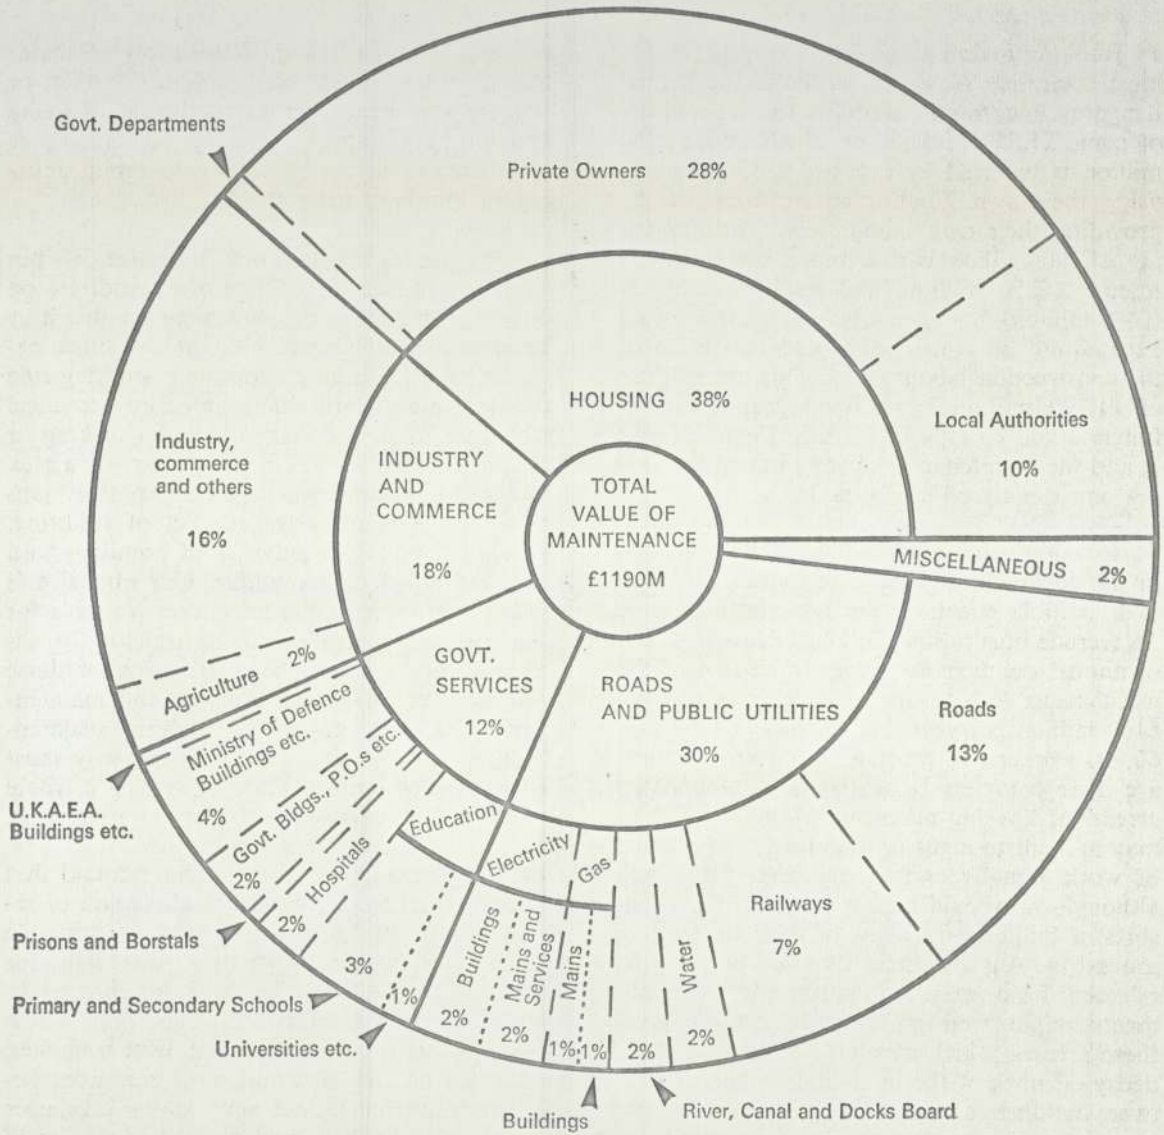 Govt. Departments
Private Owners 28%
HOUSING 38%
Local Authorities
10%
Industry,
commerce
and others
16%
INDUSTRY
AND
COMMERCE
18%
TOTAL
VALUE OF
MAINTENANCE
£1190M
MISCELLANEOUS 2%
Agriculture 2%
GOVT.
SERVICES
12%
ROADS
AND PUBLIC UTILITIES
30%
Roads
13%
Ministry of Defence
Buildings etc.
4%
U.K.A.E.A.
Buildings etc.
Govt. Bldgs., P.O.s etc.
2%
Prisons and Borstals
Hospitals
2%
Education
Primary and Secondary Schools
3%
Universities etc.
1%
Electricity
Buildings
2%
Mains and
Services
2%
Gas
Mains
1%
1%
Buildings
2%
River, Canal and Docks Board
Water
2%
Railways
7%